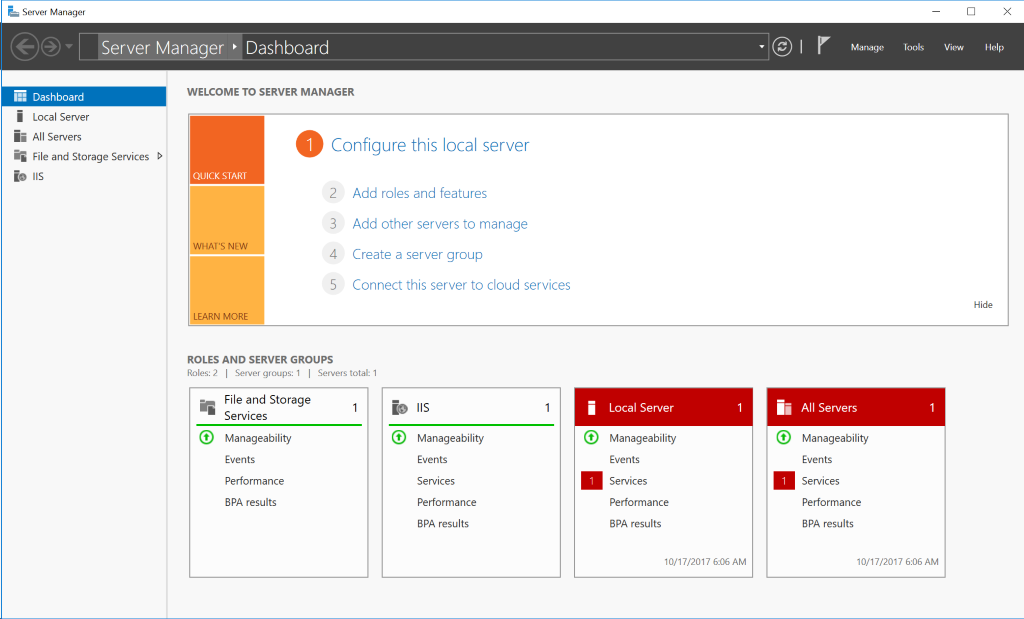 Server Manager
Server Manager Dashboard
Manage Tools View Help
Dashboard
Local Server
All Servers
File and Storage Services
IIS
WELCOME TO SERVER MANAGER
QUICK START
WHAT'S NEW
LEARN MORE
1 Configure this local server
2 Add roles and features
3 Add other servers to manage
4 Create a server group
5 Connect this server to cloud services
Hide
ROLES AND SERVER GROUPS
Roles: 2 | Server groups: 1 | Servers total: 1
File and Storage
Services
1
Manageability
Events
Performance
BPA results
IIS 1
Manageability
Events
Services
Performance
BPA results
Local Server 1
Manageability
Events
1 Services
Performance
BPA results
10/17/2017 6:06 AM
All Servers 1
Manageability
Events
1 Services
Performance
BPA results
10/17/2017 6:06 AM